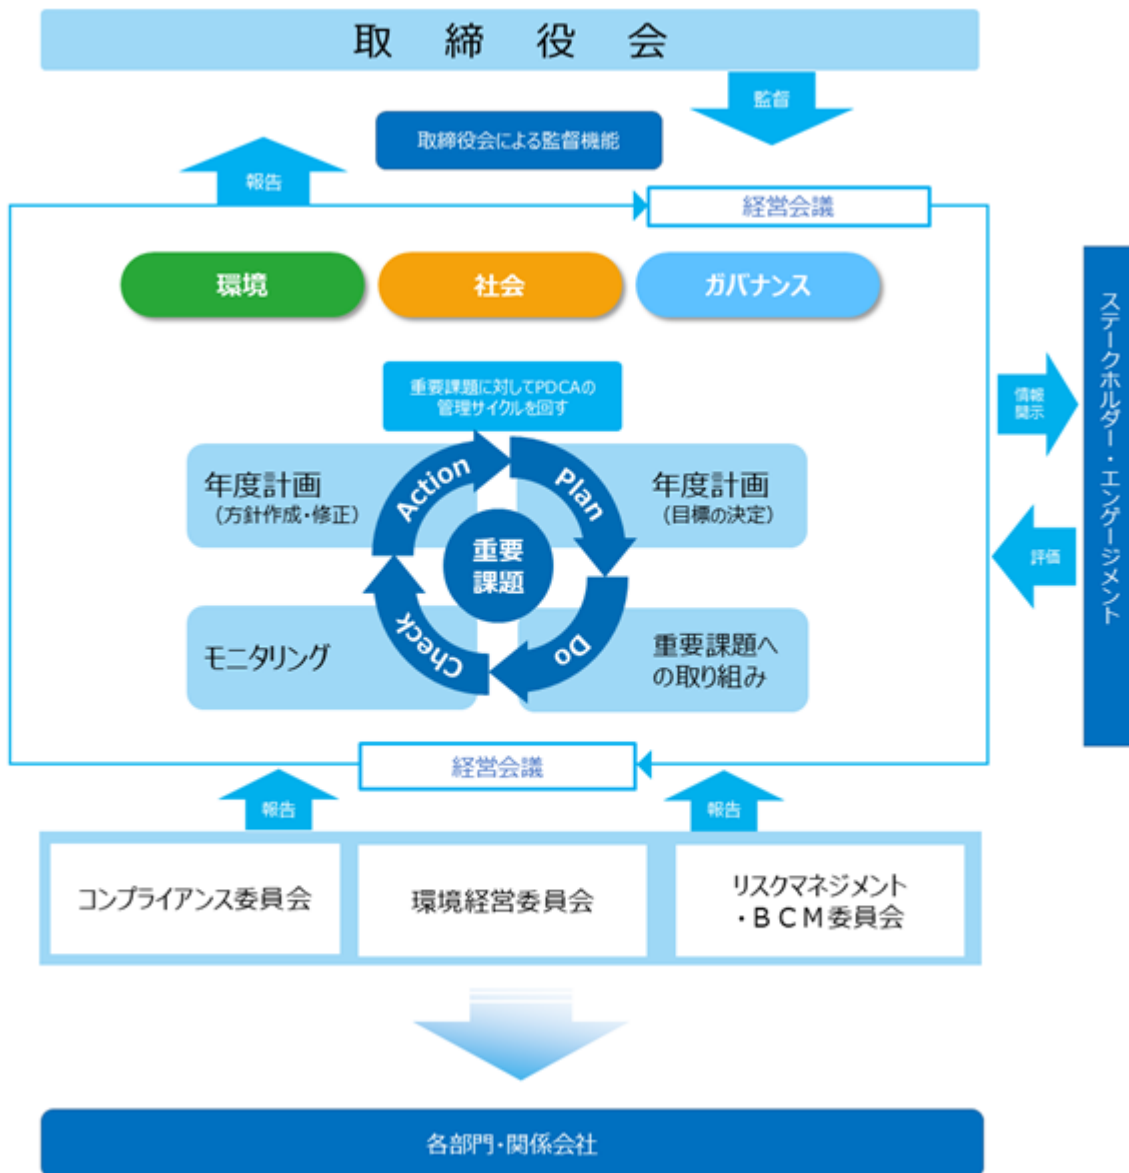 取締役会
監督
取締役会による監督機能
報告
経営会議
環境
社会
ガバナンス
ステークホルダー・エンゲージメント
情報
開示
評価
重要課題に対してPDCAの
管理サイクルを回す
年度計画
（方針作成・修正）
Action
Plan
年度計画
（目標の決定）
重要
課題
モニタリング
Check
Do
重要課題へ
の取り組み
経営会議
報告
報告
コンプライアンス委員会
環境経営委員会
リスクマネジメント
・ＢＣＭ委員会
各部門・関係会社